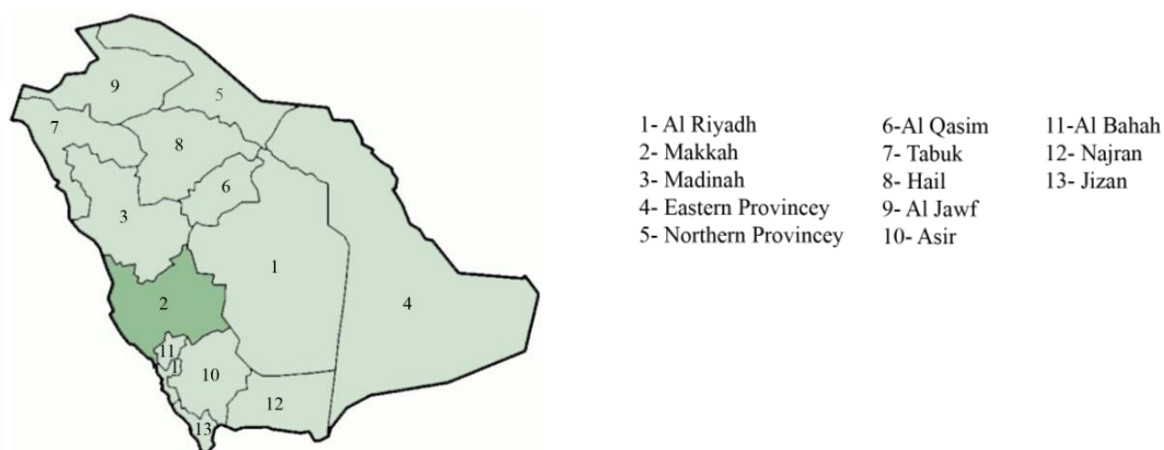 9
5
7
8
6
3
1
2
4
11
1
10
12
13
1- Al Riyadh
2- Makkah
3- Madinah
4- Eastern Provincey
5- Northern Provincey
6-Al Qasim
7- Tabuk
8- Hail
9- Al Jawf
10- Asir
11-Al Bahah
12- Najran
13- Jizan